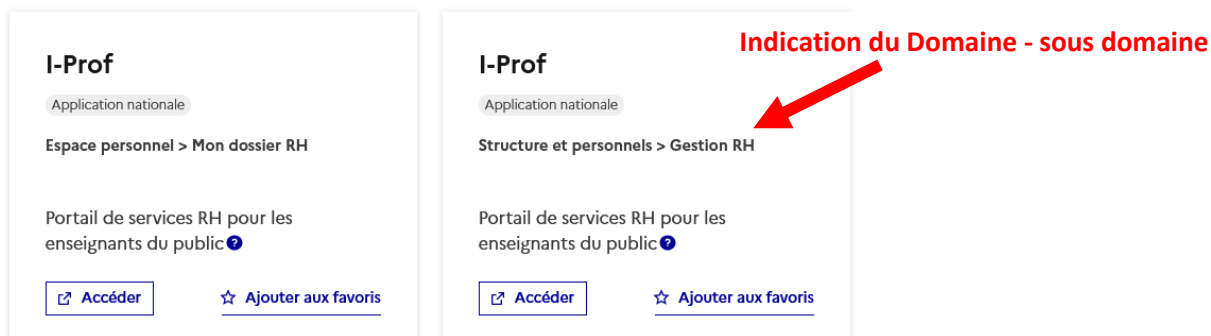 I-Prof
Application nationale
Espace personnel > Mon dossier RH
Portail de services RH pour les
enseignants du public ?
Accéder
Ajouter aux favoris
I-Prof
Application nationale
Structure et personnels > Gestion RH
Portail de services RH pour les
enseignants du public ?
Accéder
Ajouter aux favoris
Indication du Domaine - sous domaine